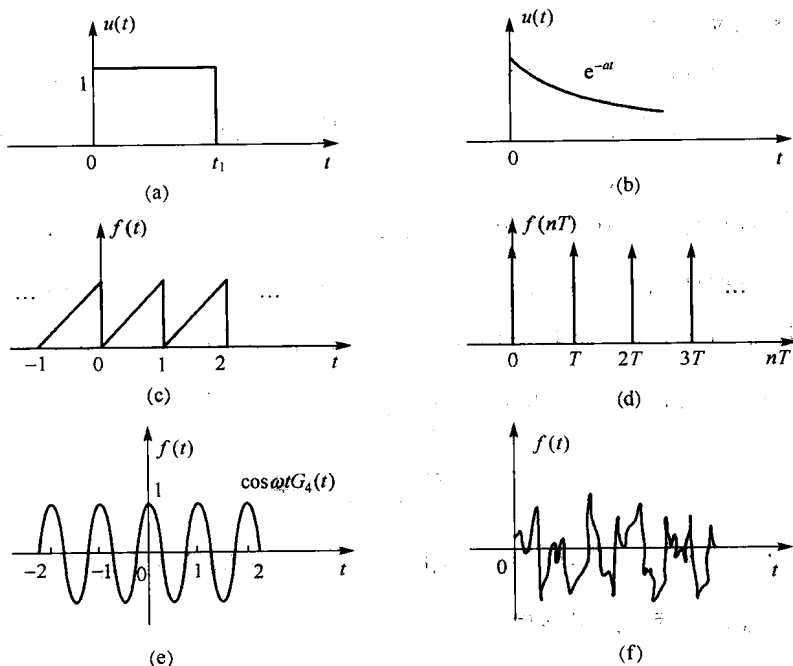 u(t)
1
0 t₁ t
(a)
u(t)
e⁻ᵃᵗ
0 t
(b)
f(t)
... ...
−1 0 1 2 t
(c)
f(nT)
...
0 T 2T 3T nT
(d)
f(t)
1 cosωtG₄(t)
−2 −1 0 1 2 t
(e)
f(t)
0 t
(f)